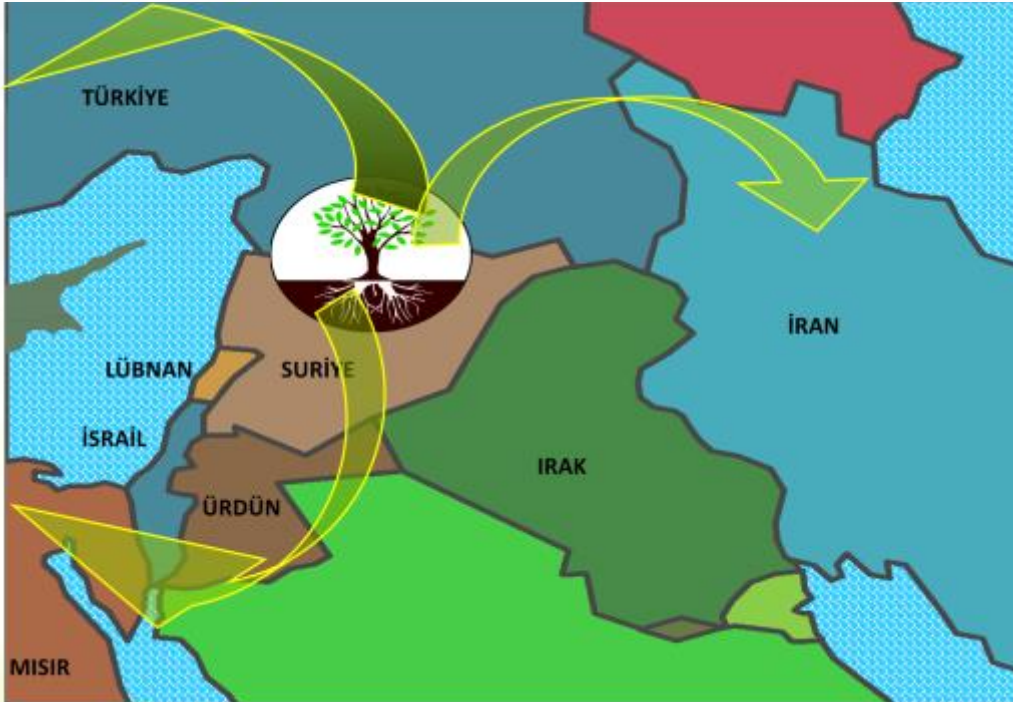 TÜRKİYE
İRAN
LÜBNAN
SURİYE
İSRAİL
IRAK
ÜRDÜN
MISIR